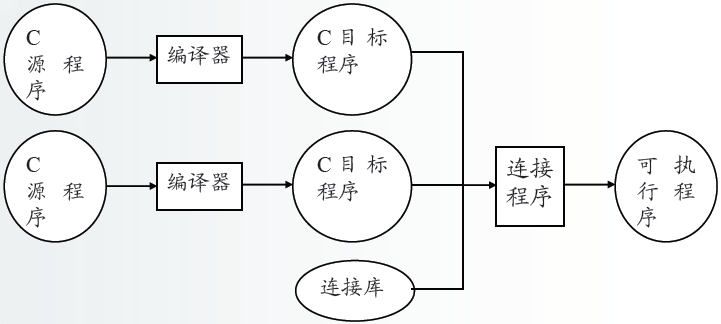 C
源 程
序
编译器
C 目 标
程序
C
源 程
序
编译器
C 目 标
程序
连接库
连接
程序
可 执
行 程
序